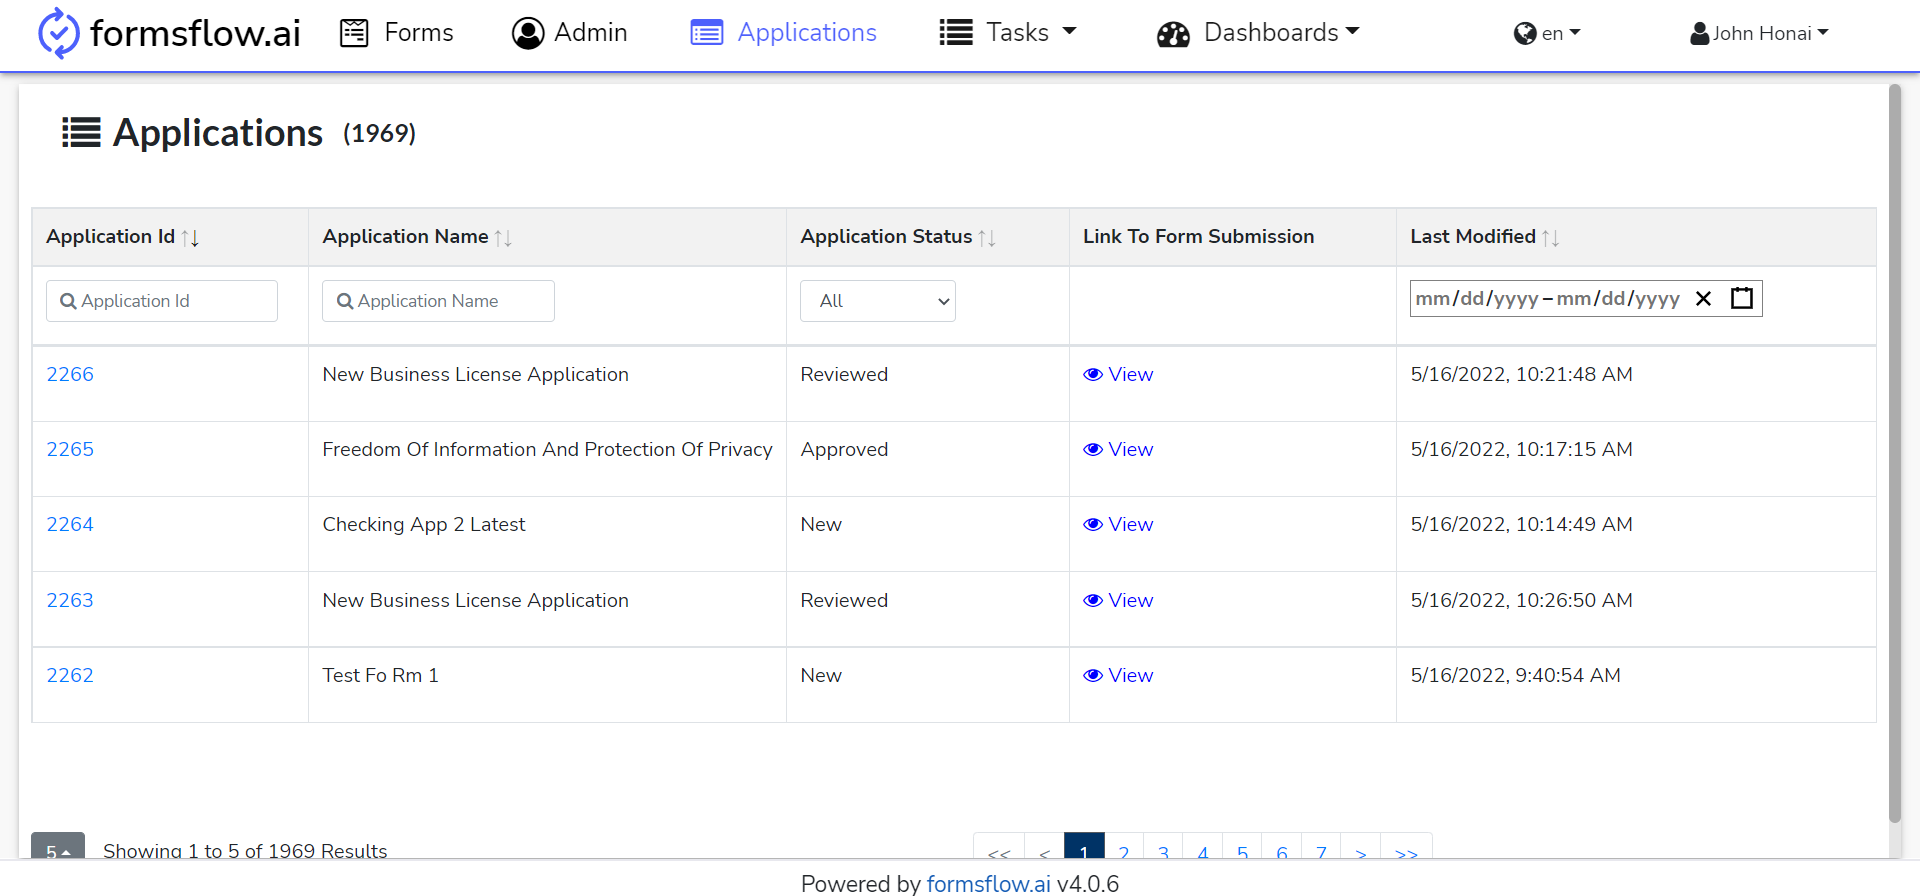 formsflow.ai Forms Admin Applications Tasks Dashboards en John Honai
Applications (1969)
Application Id Application Name Application Status Link To Form Submission Last Modified
Application Id Application Name All mm/dd/yyyy–mm/dd/yyyy
2266 New Business License Application Reviewed View 5/16/2022, 10:21:48 AM
2265 Freedom Of Information And Protection Of Privacy Approved View 5/16/2022, 10:17:15 AM
2264 Checking App 2 Latest New View 5/16/2022, 10:14:49 AM
2263 New Business License Application Reviewed View 5/16/2022, 10:26:50 AM
2262 Test Fo Rm 1 New View 5/16/2022, 9:40:54 AM
5 Showing 1 to 5 of 1969 Results << < 1 2 3 4 5 6 7 > >>
Powered by formsflow.ai v4.0.6